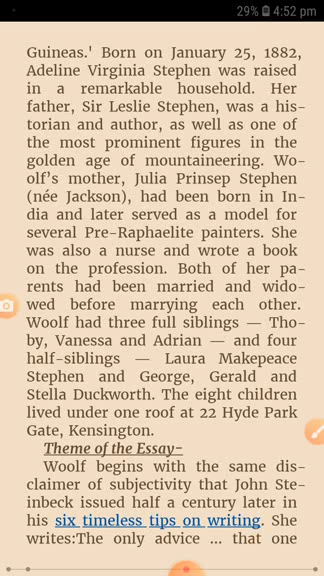 29% 4:52 pm
Guineas.' Born on January 25, 1882,
Adeline Virginia Stephen was raised
in a remarkable household. Her
father, Sir Leslie Stephen, was a his-
torian and author, as well as one of
the most prominent figures in the
golden age of mountaineering. Wo-
olf’s mother, Julia Prinsep Stephen
(née Jackson), had been born in In-
dia and later served as a model for
several Pre-Raphaelite painters. She
was also a nurse and wrote a book
on the profession. Both of her pa-
rents had been married and wido-
wed before marrying each other.
Woolf had three full siblings — Tho-
by, Vanessa and Adrian — and four
half-siblings — Laura Makepeace
Stephen and George, Gerald and
Stella Duckworth. The eight children
lived under one roof at 22 Hyde Park
Gate, Kensington.
Theme of the Essay-
Woolf begins with the same dis-
claimer of subjectivity that John Ste-
inbeck issued half a century later in
his six timeless tips on writing. She
writes:The only advice ... that one